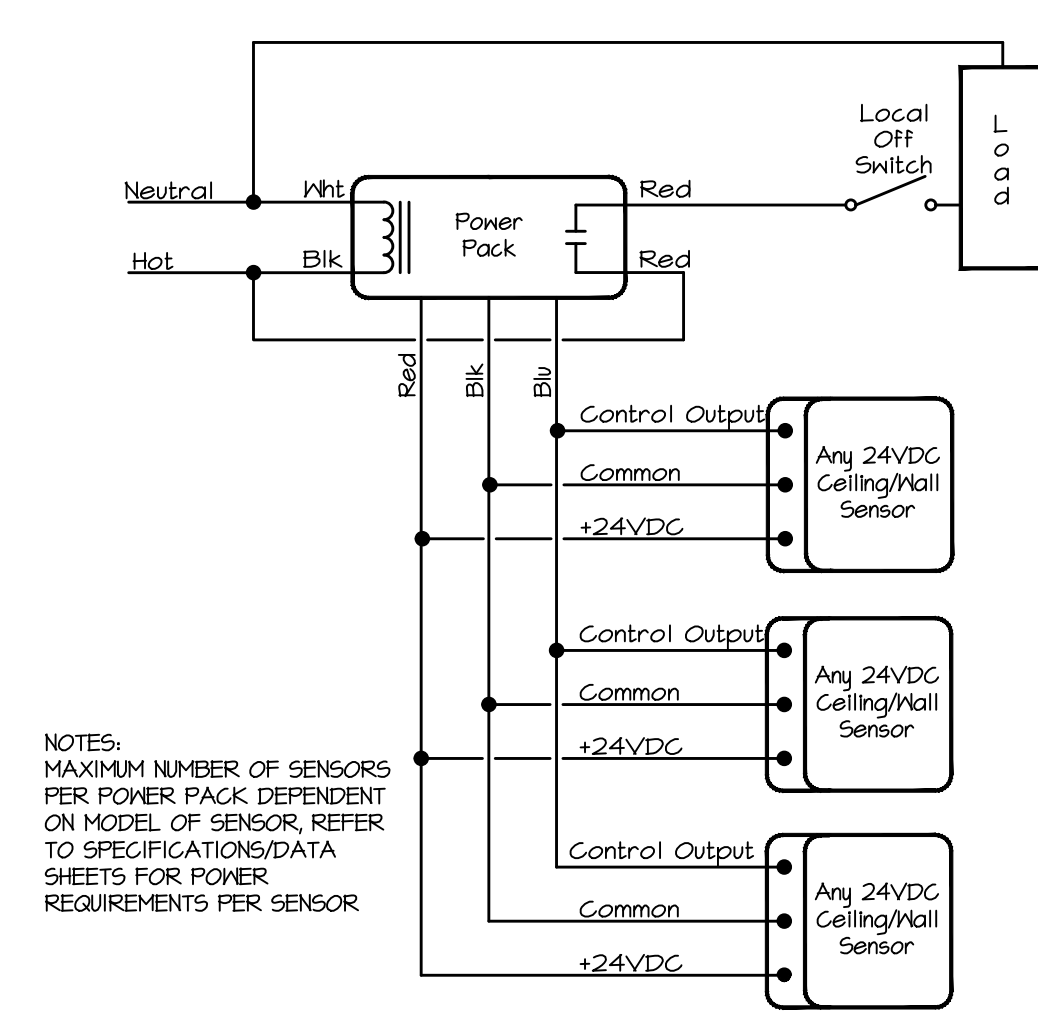 Local
Off
Switch
L
o
a
d
Neutral
Wht
Red
Power
Pack
Hot
Blk
Red
Red
Blk
Blu
Control Output
Any 24VDC
Ceiling/Wall
Sensor
Common
+24VDC
Control Output
Any 24VDC
Ceiling/Wall
Sensor
Common
+24VDC
NOTES:
MAXIMUM NUMBER OF SENSORS
PER POWER PACK DEPENDENT
ON MODEL OF SENSOR, REFER
TO SPECIFICATIONS/DATA
SHEETS FOR POWER
REQUIREMENTS PER SENSOR
Control Output
Any 24VDC
Ceiling/Wall
Sensor
Common
+24VDC